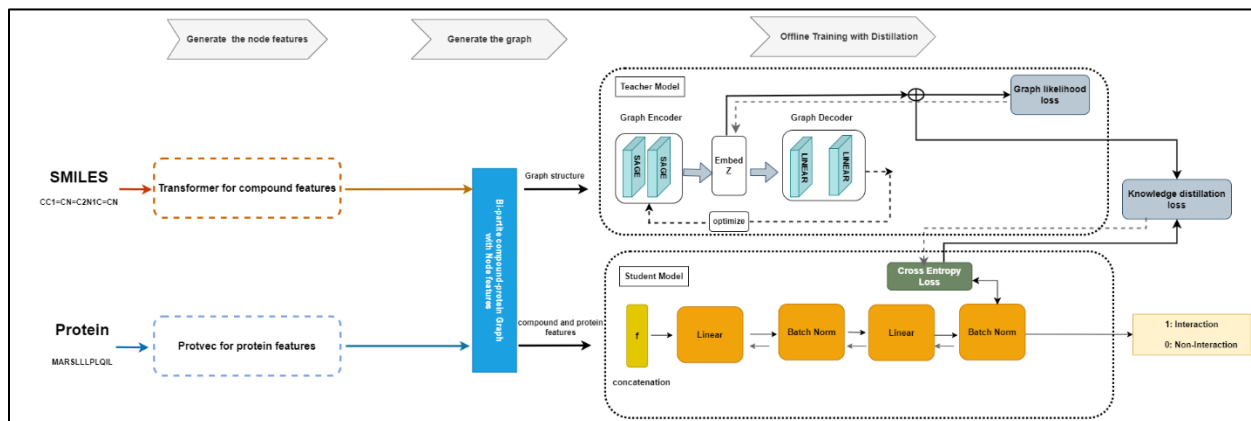 Generate the node features
Generate the graph
Offline Training with Distillation
Teacher Model
Graph likelihood
loss
Graph Encoder
Graph Decoder
SAGE
SAGE
Embed
Z
LINEAR
LINEAR
optimize
SMILES
CC1=CN=C2N1C=CN
Transformer for compound features
Graph structure
Bi-partite compound-protein Graph
with Node features
Knowledge distillation
loss
Student Model
Cross Entropy
Loss
Protein
MARSLLLPLQIL
Protvec for protein features
compound and protein
features
f
concatenation
Linear
Batch Norm
Linear
Batch Norm
1: Interaction
0: Non-Interaction